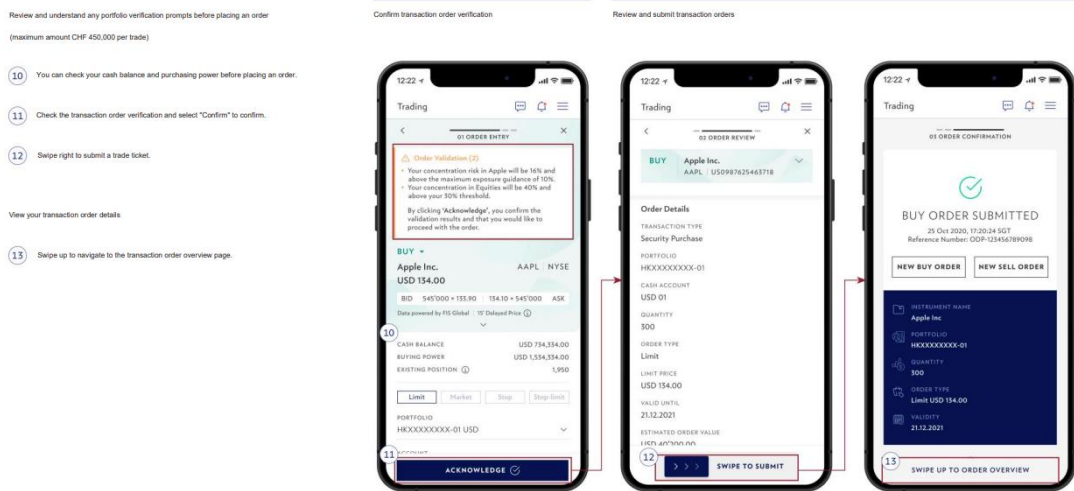 Review and understand any portfolio verification prompts before placing an order
(maximum amount CHF 450,000 per trade)
10 You can check your cash balance and purchasing power before placing an order.
11 Check the transaction order verification and select "Confirm" to confirm.
12 Swipe right to submit a trade ticket.
View your transaction order details
13 Swipe up to navigate to the transaction order overview page.
Confirm transaction order verification
12:22
Trading
01 ORDER ENTRY
Order Validation (2)
• Your concentration risk in Apple will be 16% and
above the maximum exposure guidance of 10%.
• Your concentration in Equities will be 40% and
above your 30% threshold.
By clicking 'Acknowledge', you confirm the
validation results and that you would like to
proceed with the order.
BUY
Apple Inc. AAPL | NYSE
USD 134.00
BID 545'000 × 133.90 134.10 × 545'000 ASK
Data powered by FIS Global | 15' Delayed Price
10
CASH BALANCE USD 734,334.00
BUYING POWER USD 1,534,334.00
EXISTING POSITION 1,950
Limit Market Stop Stop-limit
PORTFOLIO
HKXXXXXXXX-01 USD
ACCOUNT
11
ACKNOWLEDGE
Review and submit transaction orders
12:22
Trading
02 ORDER REVIEW
BUY Apple Inc.
AAPL | US0987625463718
Order Details
TRANSACTION TYPE
Security Purchase
PORTFOLIO
HKXXXXXXXX-01
CASH ACCOUNT
USD 01
QUANTITY
300
ORDER TYPE
Limit
LIMIT PRICE
USD 134.00
VALID UNTIL
21.12.2021
ESTIMATED ORDER VALUE
USD 40'200.00
12
SWIPE TO SUBMIT
12:22
Trading
03 ORDER CONFIRMATION
BUY ORDER SUBMITTED
25 Oct 2020, 17:20:24 SGT
Reference Number: ODP-123456789098
NEW BUY ORDER NEW SELL ORDER
INSTRUMENT NAME
Apple Inc
PORTFOLIO
HKXXXXXXXX-01
QUANTITY
300
ORDER TYPE
Limit USD 134.00
VALIDITY
21.12.2021
13
SWIPE UP TO ORDER OVERVIEW